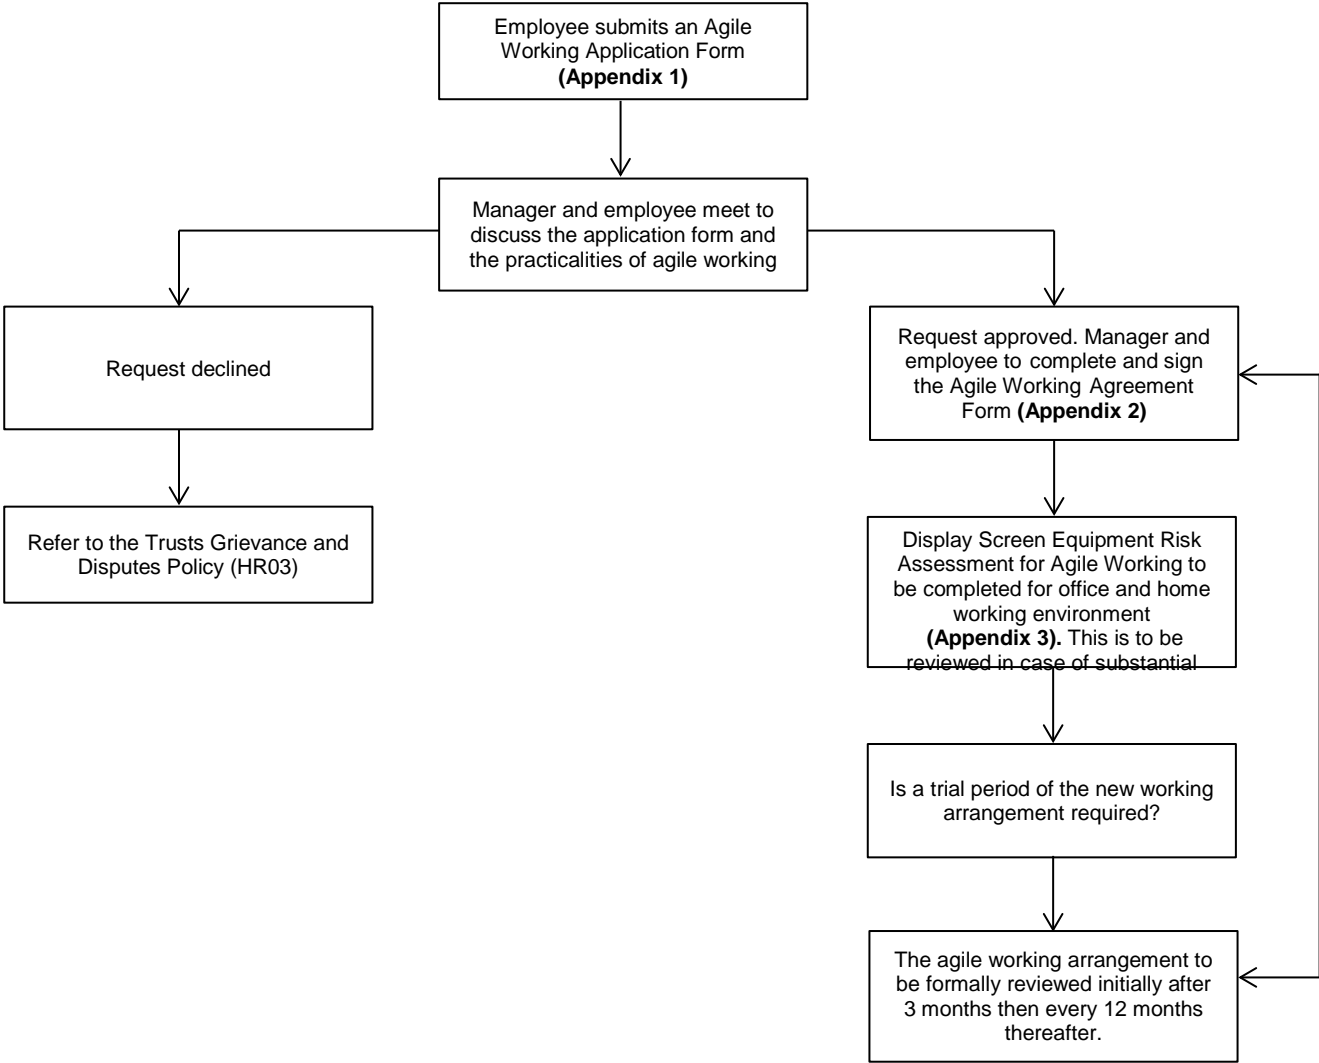 Employee submits an Agile
Working Application Form
(Appendix 1)
Manager and employee meet to
discuss the application form and
the practicalities of agile working
Request declined
Request approved. Manager and
employee to complete and sign
the Agile Working Agreement
Form (Appendix 2)
Refer to the Trusts Grievance and
Disputes Policy (HR03)
Display Screen Equipment Risk
Assessment for Agile Working to
be completed for office and home
working environment
(Appendix 3). This is to be
reviewed in case of substantial
Is a trial period of the new working
arrangement required?
The agile working arrangement to
be formally reviewed initially after
3 months then every 12 months
thereafter.